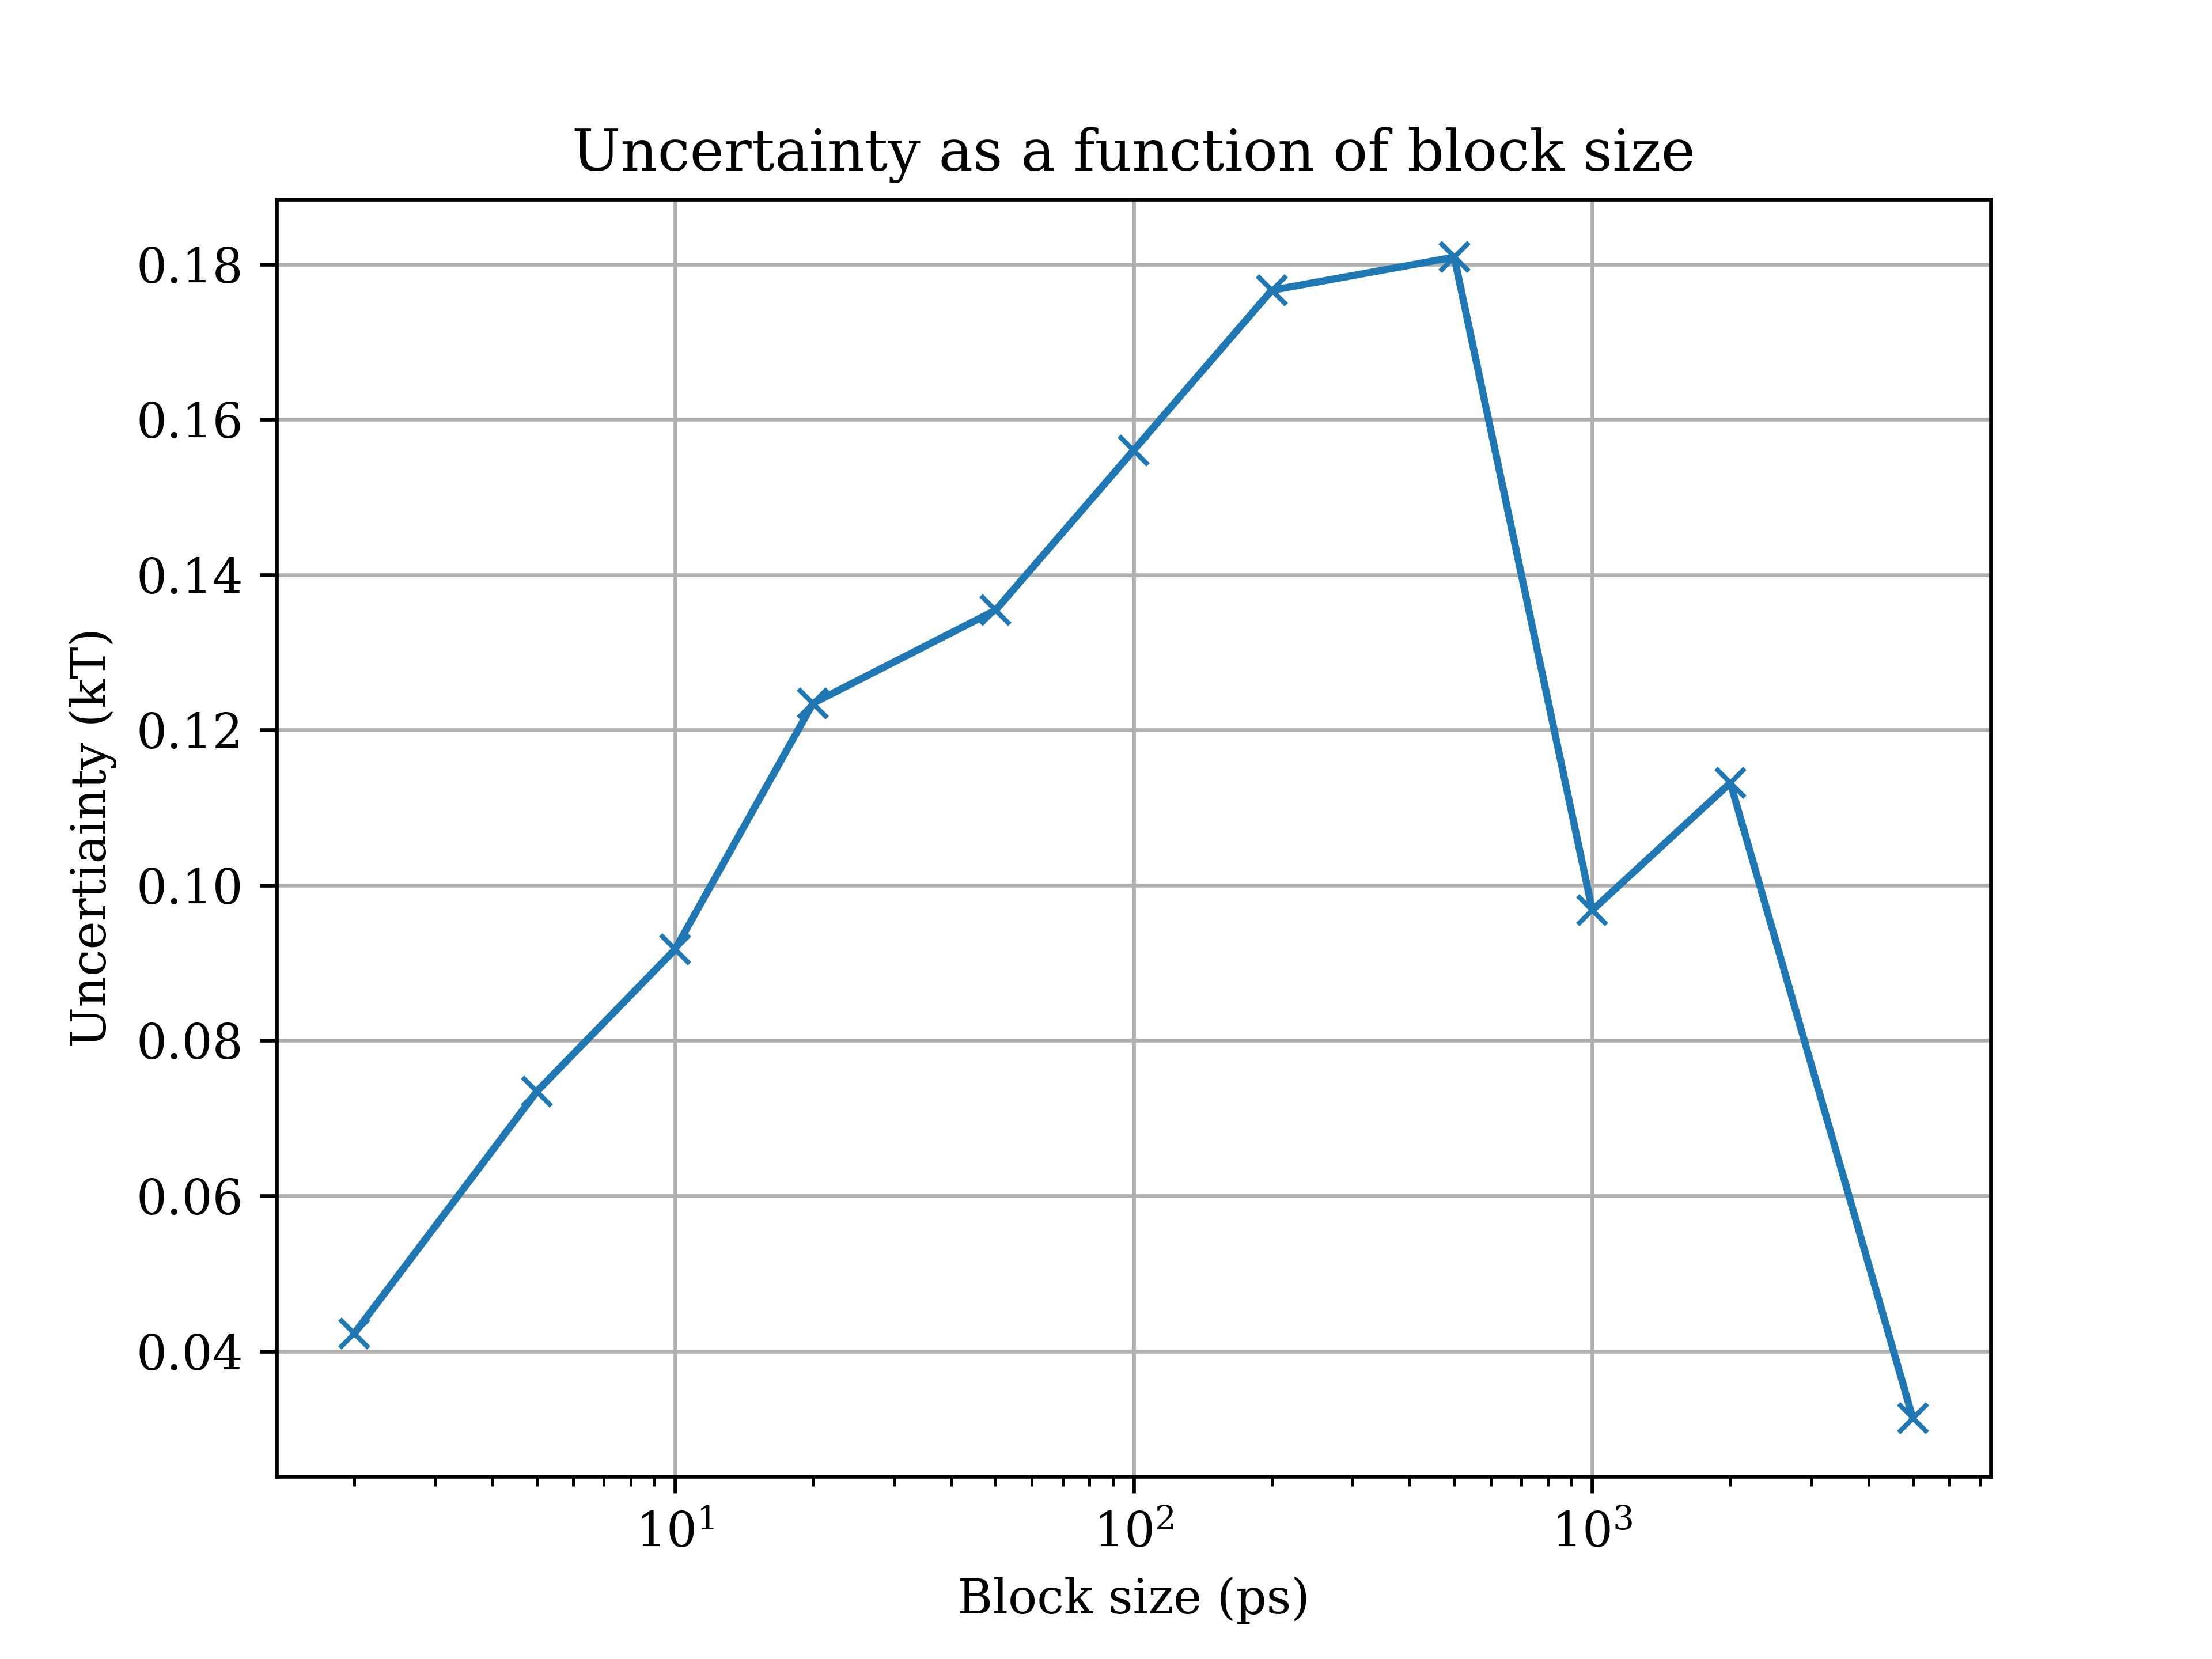 Uncertainty as a function of block size
0.18
0.16
0.14
0.12
0.10
0.08
0.06
0.04
Uncertiainty (kT)
10¹ 10² 10³
Block size (ps)